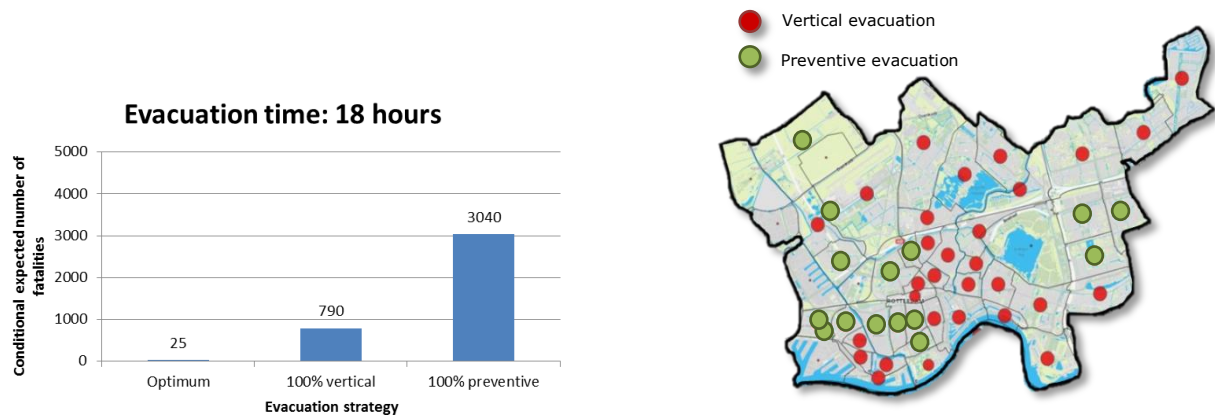 Evacuation time: 18 hours
Conditional expected number of
fatalities
5000
4000
3000
2000
1000
0
25
790
3040
Optimum
100% vertical
100% preventive
Evacuation strategy
Vertical evacuation
Preventive evacuation